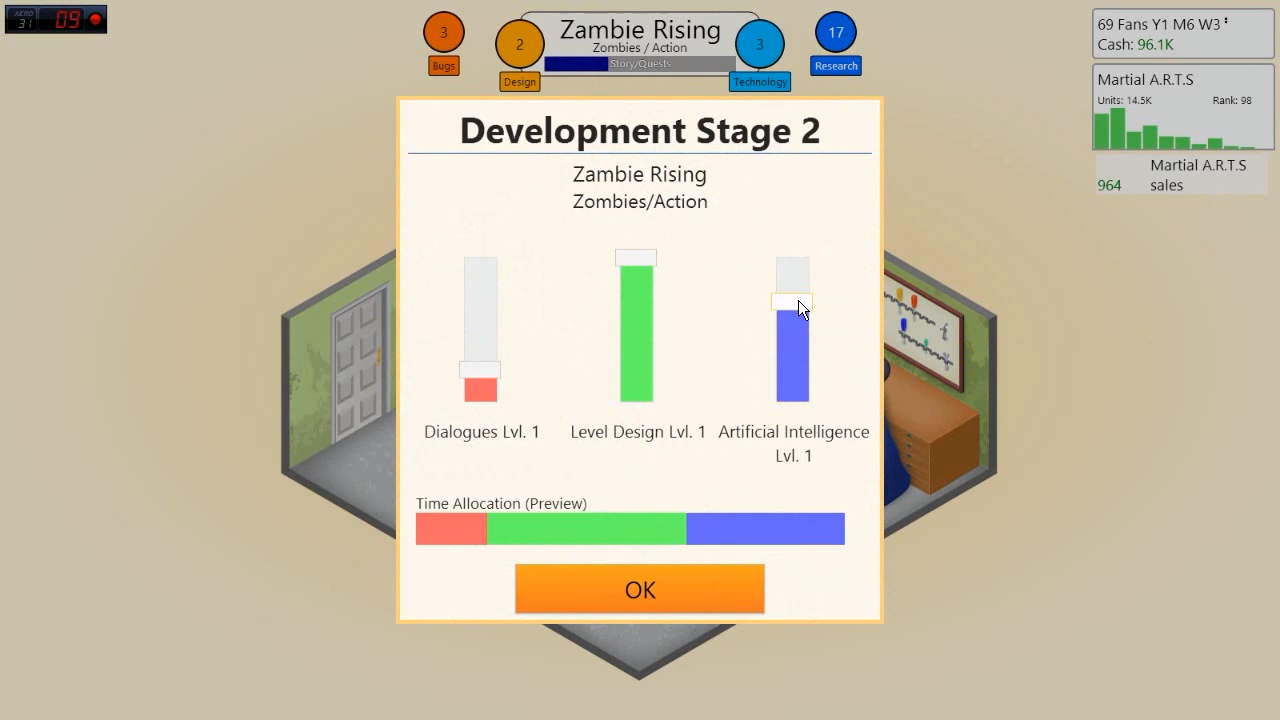 AERO
31
09
3
Bugs
2
Design
Zambie Rising
Zombies / Action
Story/Quests
3
Technology
17
Research
69 Fans Y1 M6 W3
Cash: 96.1K
Martial A.R.T.S
Units: 14.5K Rank: 98
964 Martial A.R.T.S
sales
Development Stage 2
Zambie Rising
Zombies/Action
Dialogues Lvl. 1
Level Design Lvl. 1
Artificial Intelligence
Lvl. 1
Time Allocation (Preview)
OK